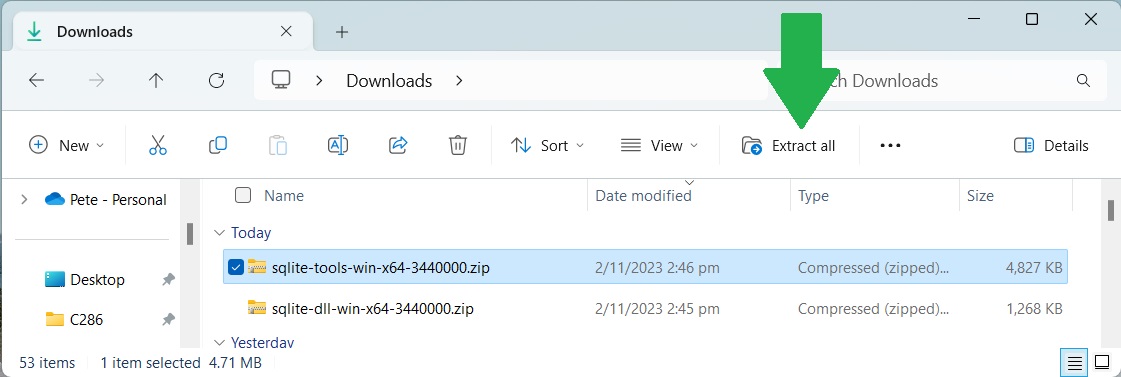 Downloads
Downloads
ch Downloads
New
Sort
View
Extract all
Details
Pete - Personal
Name
Date modified
Type
Size
Today
sqlite-tools-win-x64-3440000.zip
2/11/2023 2:46 pm
Compressed (zipped)...
4,827 KB
Desktop
sqlite-dll-win-x64-3440000.zip
2/11/2023 2:45 pm
Compressed (zipped)...
1,268 KB
C286
Yesterday
53 items
1 item selected 4.71 MB